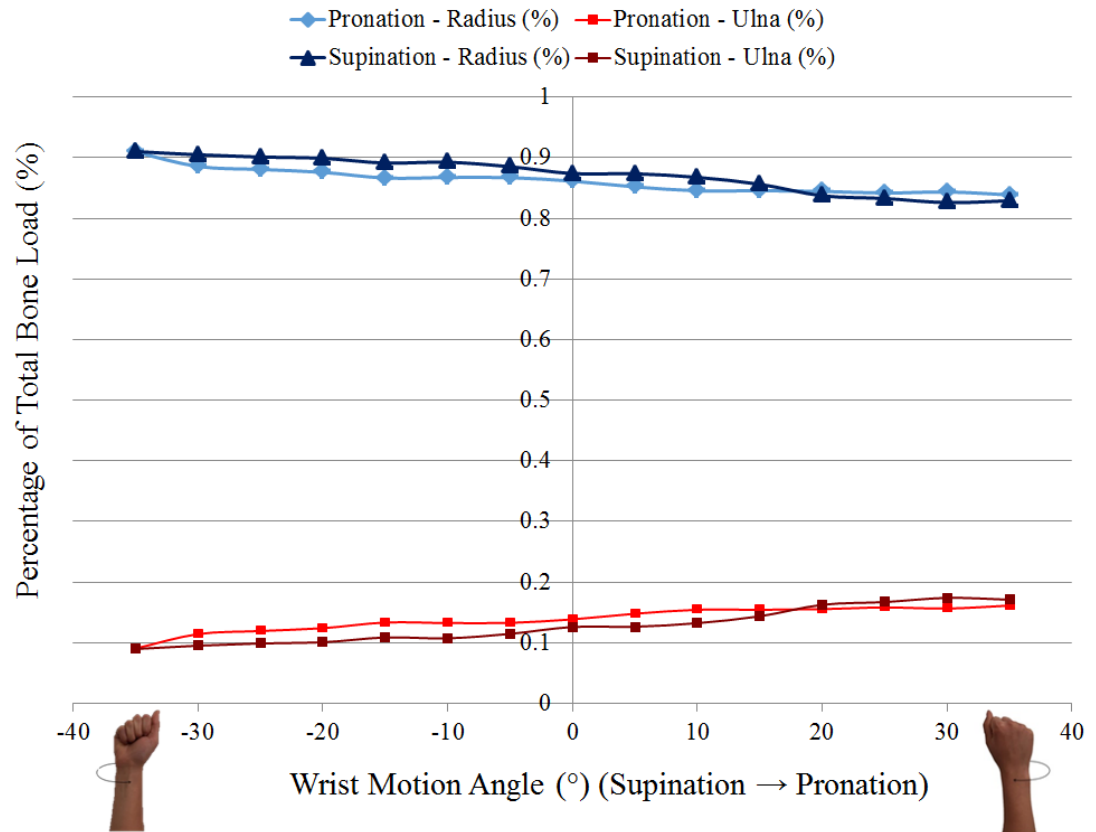 Pronation - Radius (%) Pronation - Ulna (%)
Supination - Radius (%) Supination - Ulna (%)
Percentage of Total Bone Load (%)
1
0.9
0.8
0.7
0.6
0.5
0.4
0.3
0.2
0.1
0
-40 -30 -20 -10 0 10 20 30 40
Wrist Motion Angle (°) (Supination → Pronation)